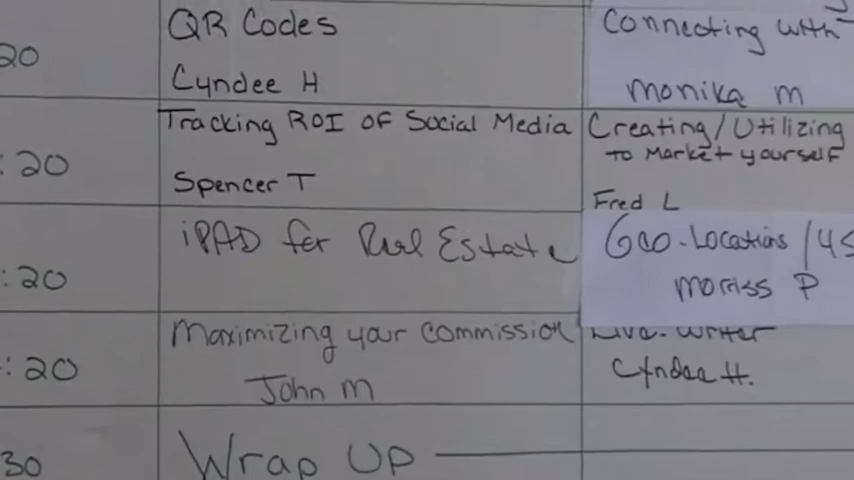 QR Codes
Connecting with
20
Cyndee H
Monika M
Tracking ROI OF Social Media
Creating/Utilizing
to Market yourself
: 20
Spencer T
Fred L
iPAD for Real Estate
Geo-Locations /4S
: 20
Morriss P
Maximizing your commission
Live-Writer
: 20
John M
Cyndee H.
30
Wrap UP